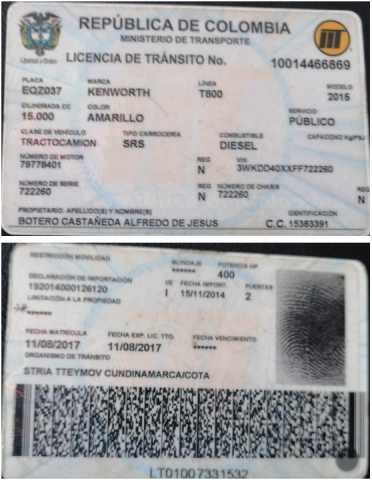 REPÚBLICA DE COLOMBIA
MINISTERIO DE TRANSPORTE
Libertad y Orden
LICENCIA DE TRÁNSITO No. 10014466869
PLACA MARCA LÍNEA MODELO
EQZ037 KENWORTH T800 2015
CILINDRADA CC COLOR SERVICIO
15.000 AMARILLO PÚBLICO
CLASE DE VEHÍCULO TIPO CARROCERÍA COMBUSTIBLE CAPACIDAD Kg/PSJ
TRACTOCAMION SRS DIESEL
NÚMERO DE MOTOR REG VIN
79778401 N 3WKDD40XXFF722260
NÚMERO DE SERIE REG NÚMERO DE CHASIS REG
722260 N 722260 N
PROPIETARIO: APELLIDO(S) Y NOMBRE(S) IDENTIFICACIÓN
BOTERO CASTAÑEDA ALFREDO DE JESUS C.C. 15383391
RESTRICCIÓN MOVILIDAD BLINDAJE POTENCIA HP
****** 400
DECLARACIÓN DE IMPORTACIÓN I/E FECHA IMPORT. PUERTAS
192014000126120 I 15/11/2014 2
LIMITACIÓN A LA PROPIEDAD
******
FECHA MATRÍCULA FECHA EXP. LIC. TTO. FECHA VENCIMIENTO
11/08/2017 11/08/2017 ******
ORGANISMO DE TRÁNSITO
STRIA TTEYMOV CUNDINAMARCA/COTA
LT01007331532